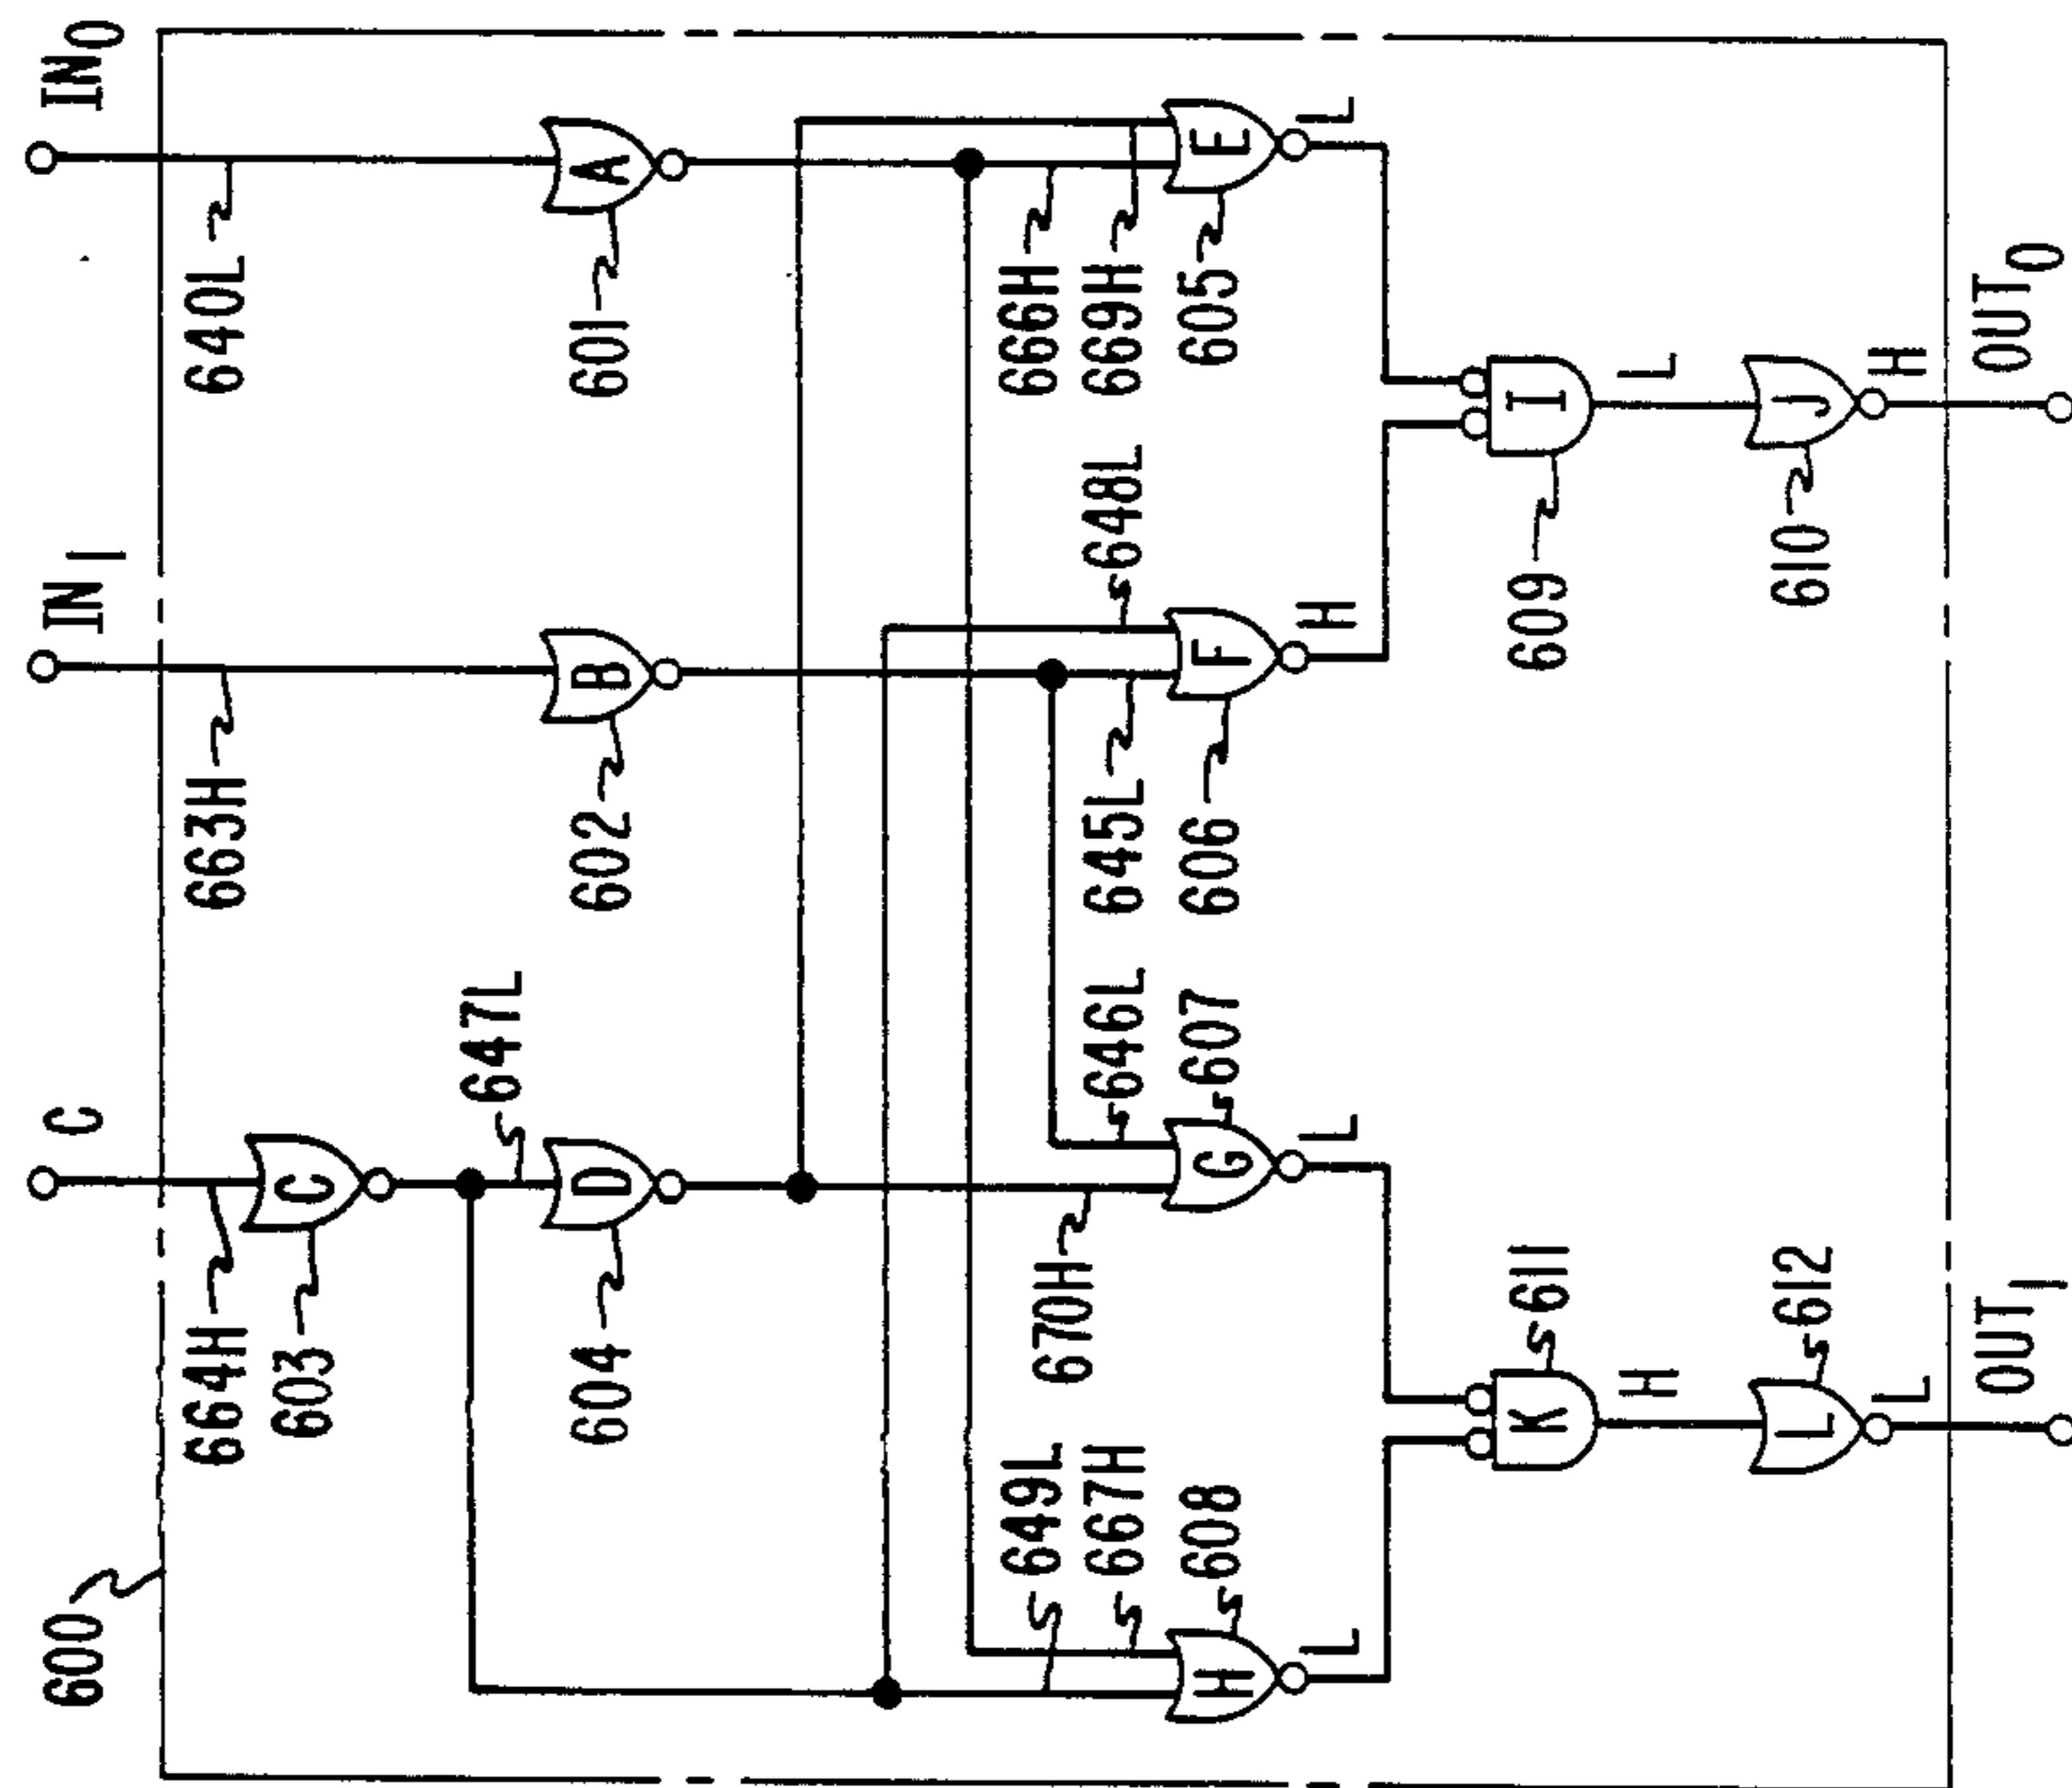 600
C
IN1
IN0
664H
663H
640L
603
C
647L
604
D
602
B
601
A
649L
670H
666H
667H
646L
645L
648L
669H
608
607
606
605
H
G
F
E
L
L
H
L
K
611
609
I
H
L
L
612
610
J
L
H
OUT1
OUT0